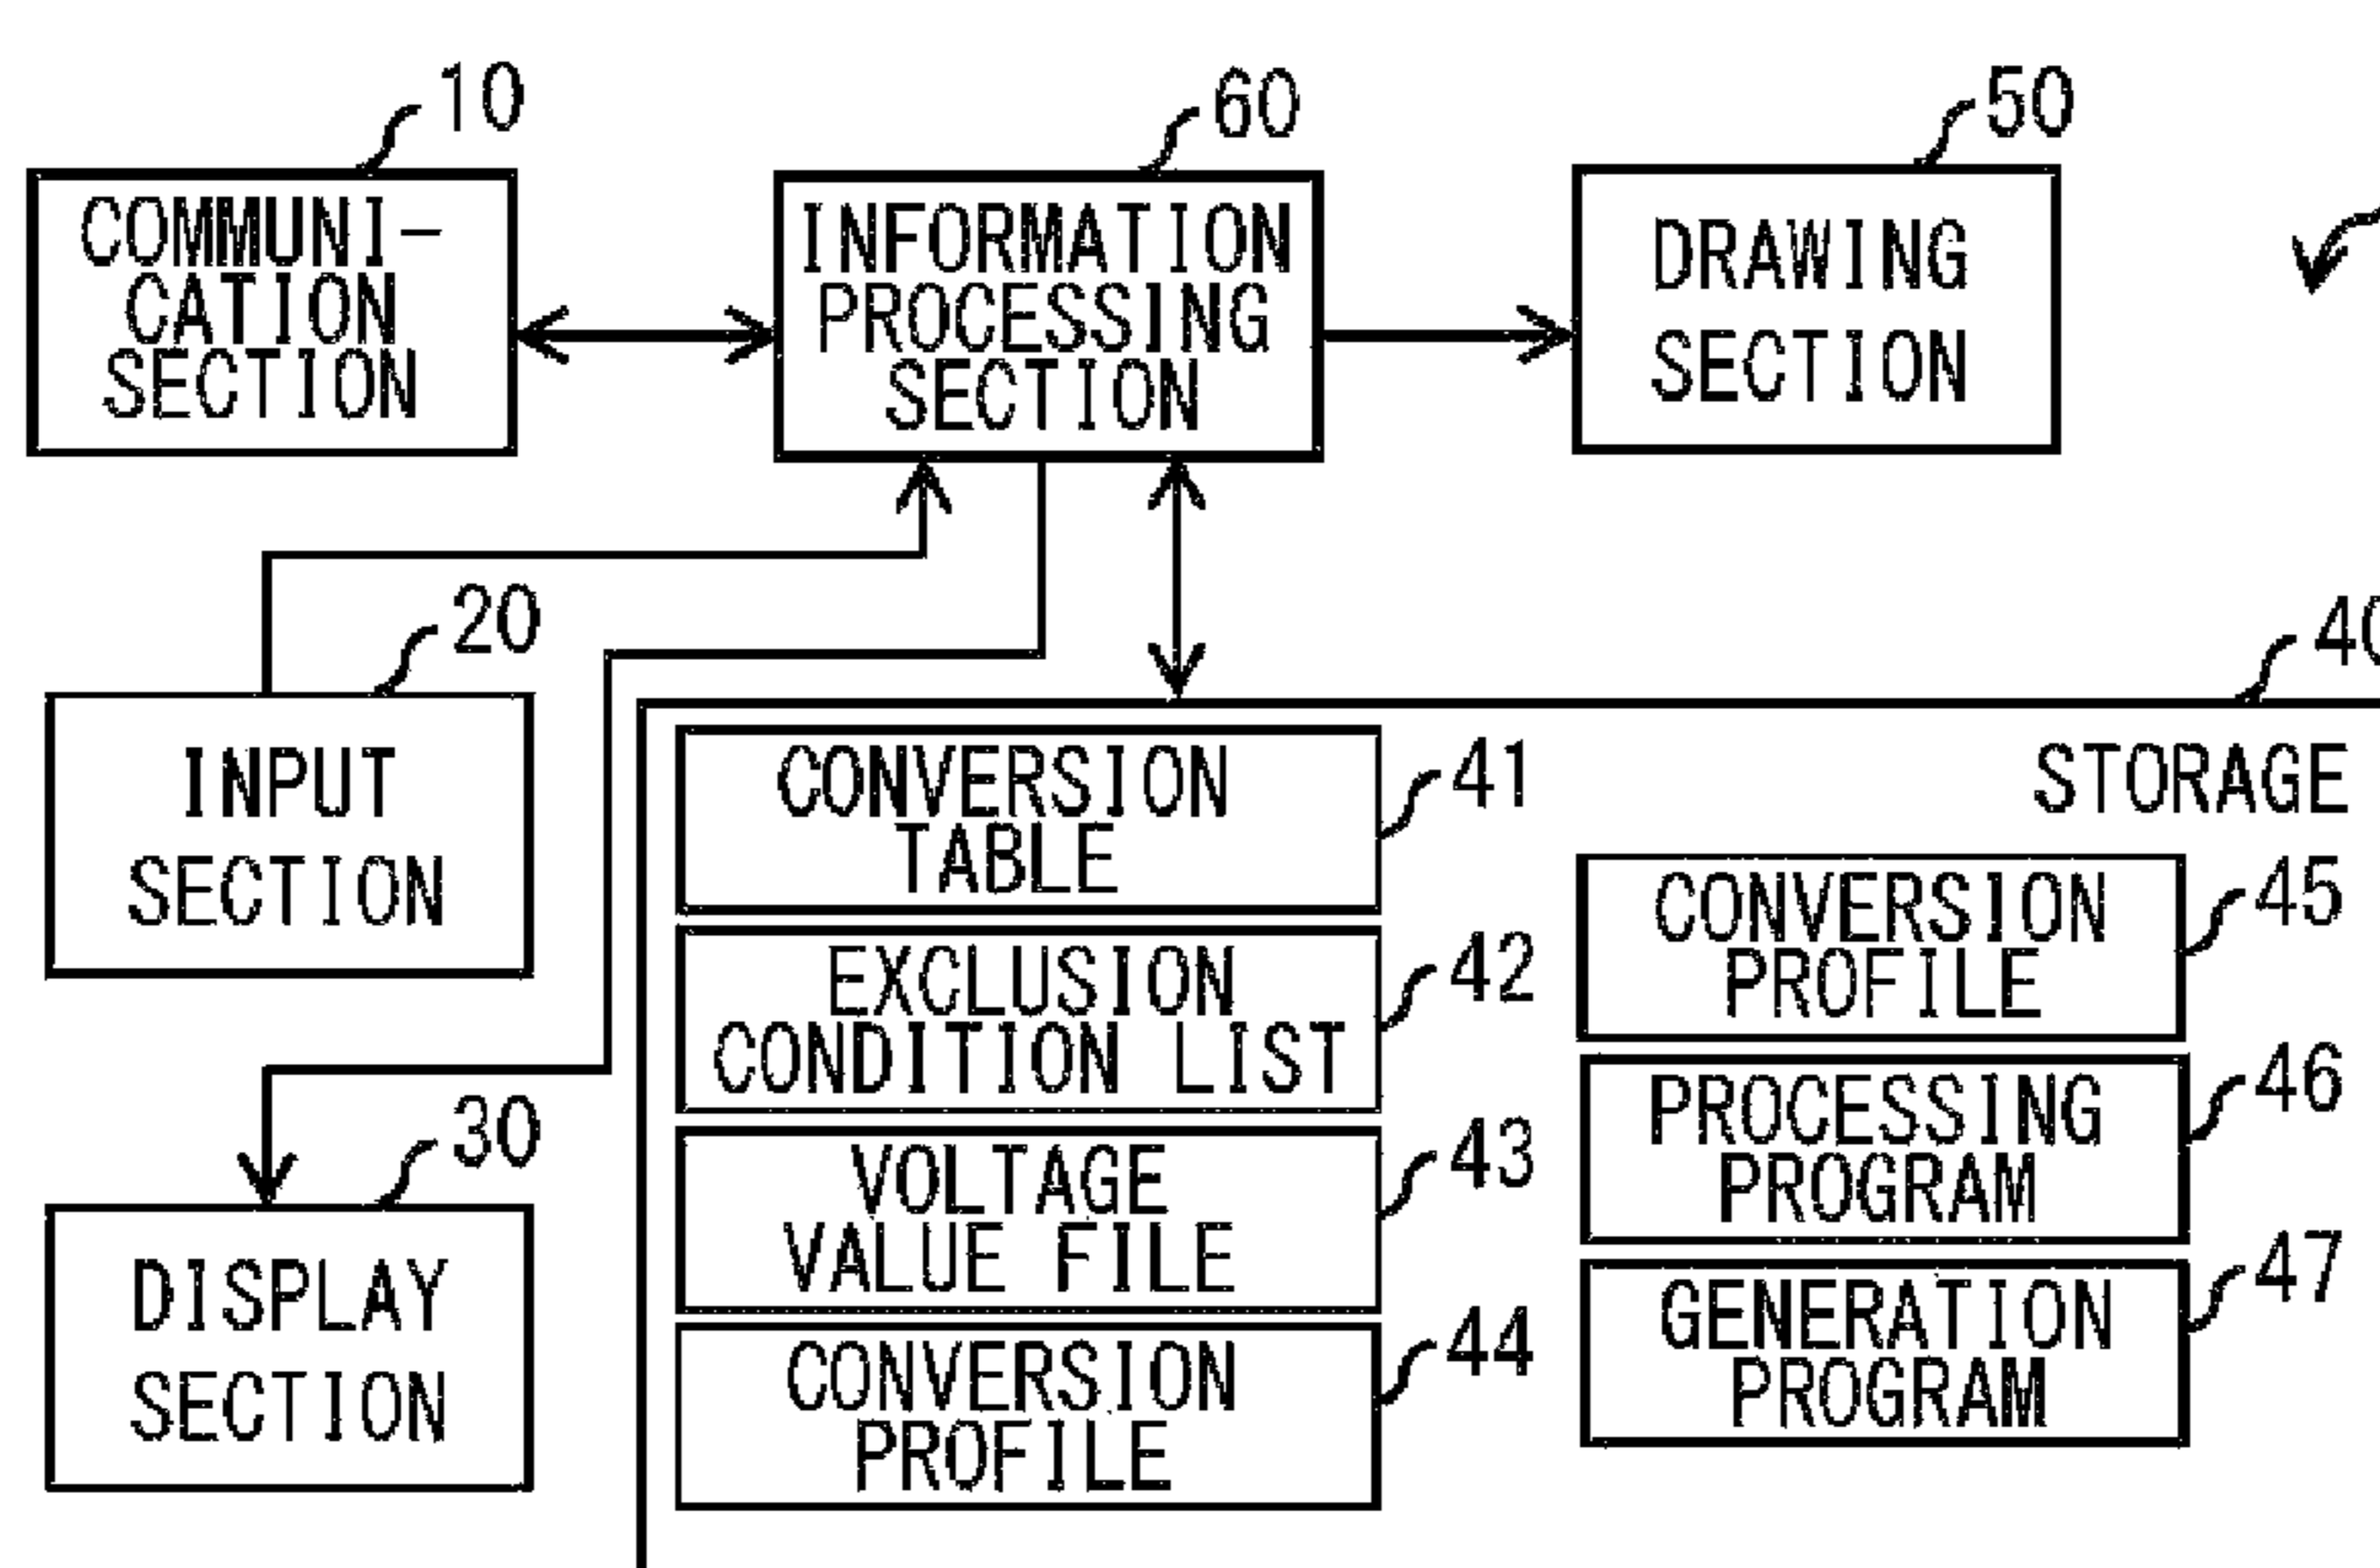 10
60
50
COMMUNI-
CATION
SECTION
INFORMATION
PROCESSING
SECTION
DRAWING
SECTION
20
40
INPUT
SECTION
STORAGE
CONVERSION
TABLE
41
EXCLUSION
CONDITION LIST
42
VOLTAGE
VALUE FILE
43
CONVERSION
PROFILE
44
CONVERSION
PROFILE
45
PROCESSING
PROGRAM
46
GENERATION
PROGRAM
47
30
DISPLAY
SECTION